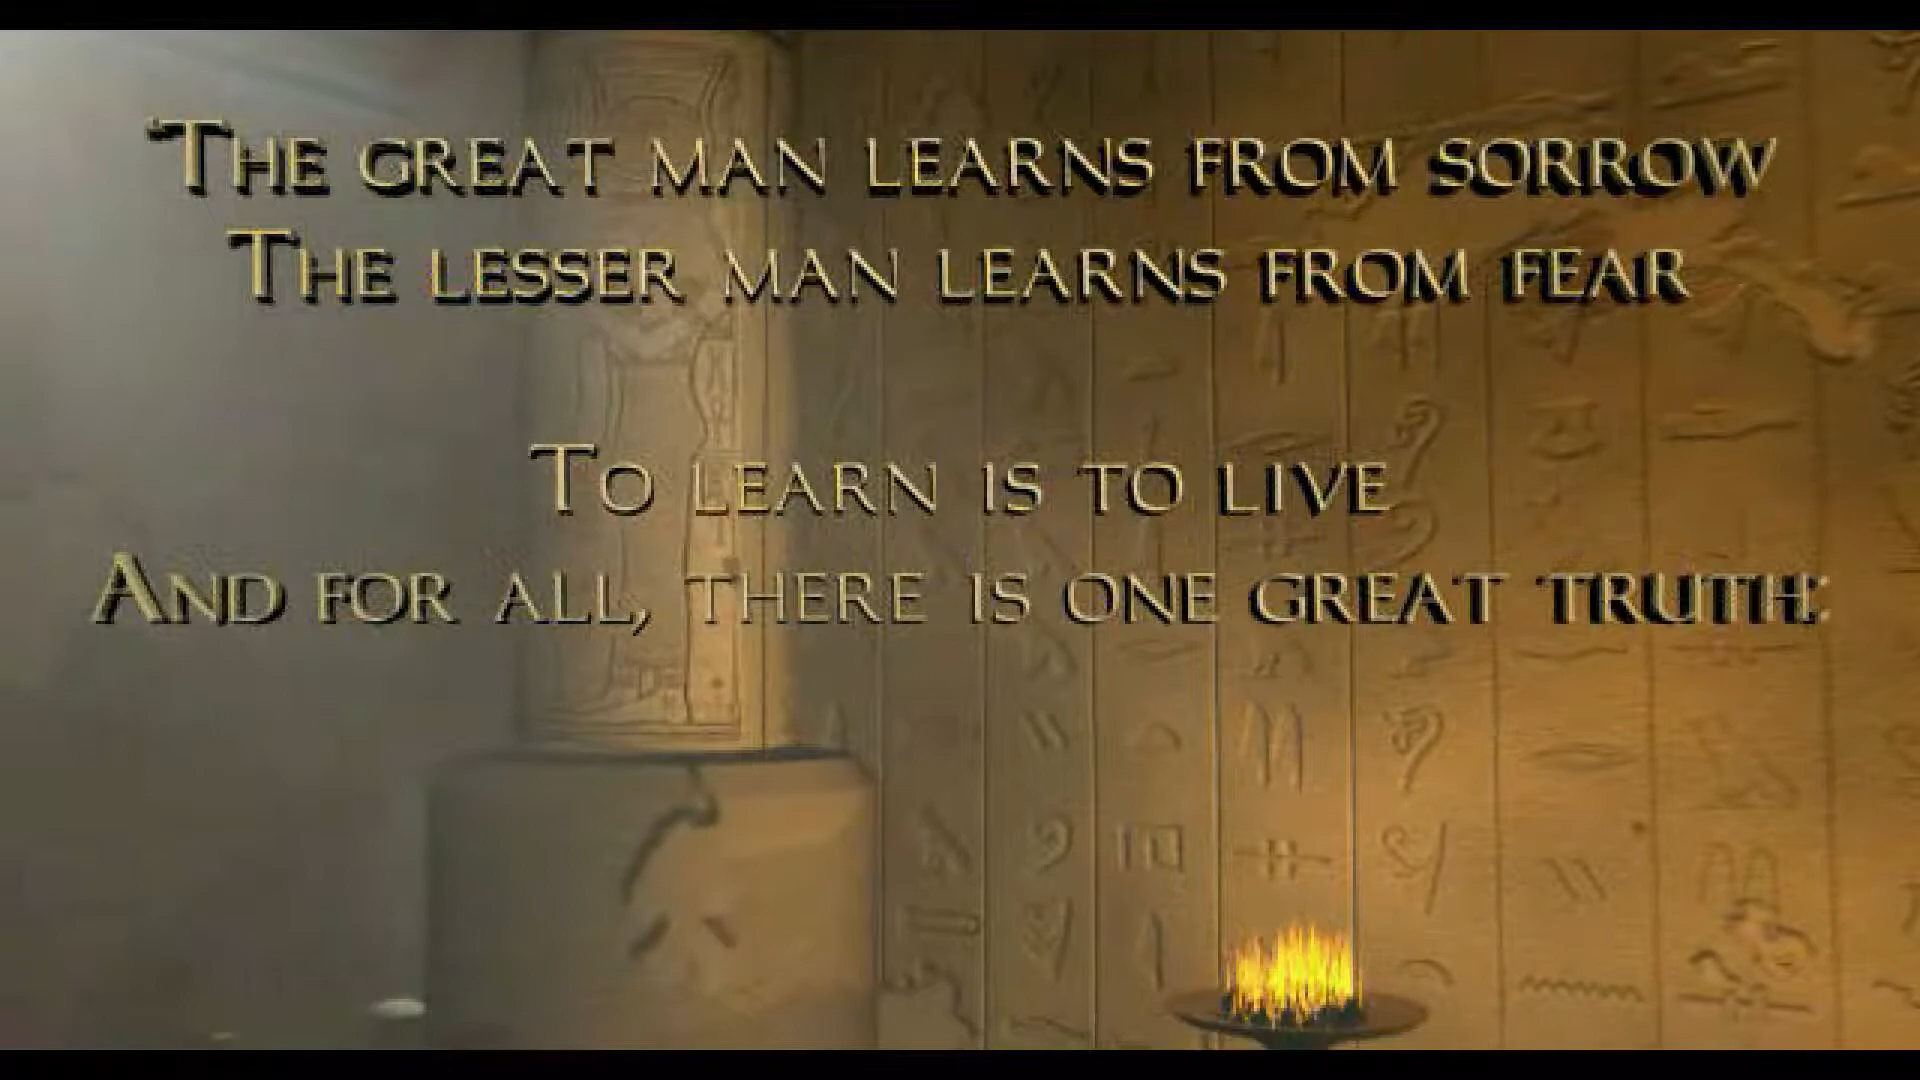 THE GREAT MAN LEARNS FROM SORROW
THE LESSER MAN LEARNS FROM FEAR
TO LEARN IS TO LIVE
AND FOR ALL, THERE IS ONE GREAT TRUTH: